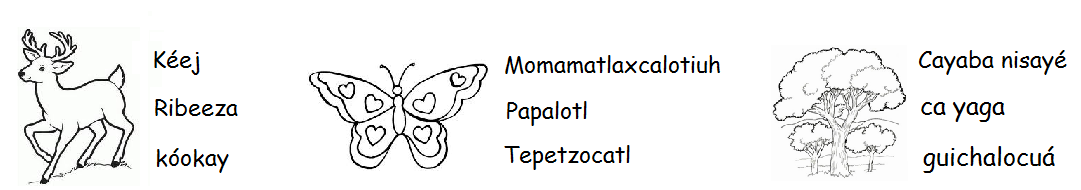 Kéej
Ribeeza
kóokay
Momamatlaxcalotiuh
Papalotl
Tepetzocatl
Cayaba nisayé
ca yaga
guichalocuá